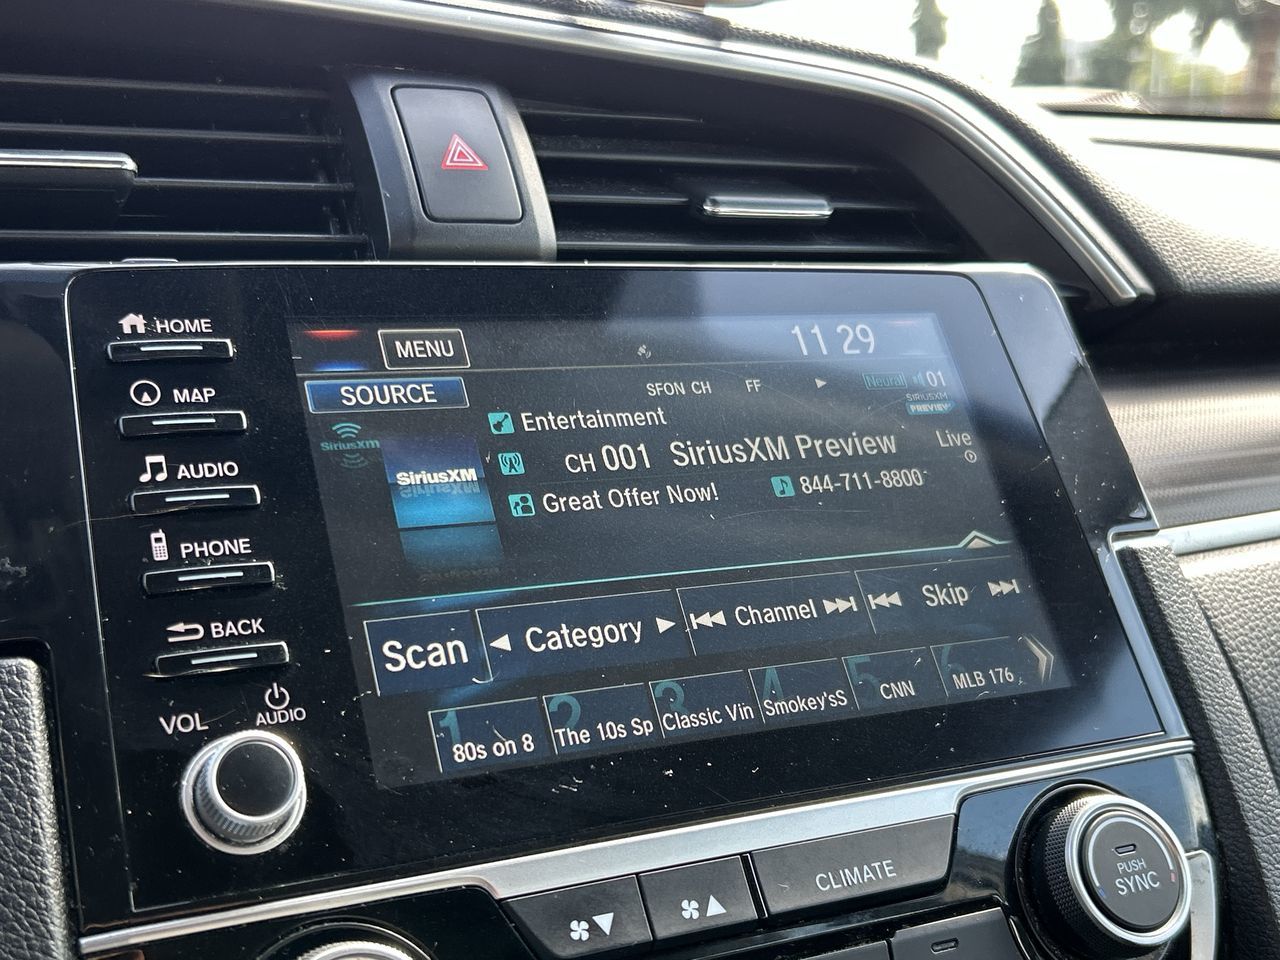 HOME
MAP
AUDIO
PHONE
BACK
VOL
AUDIO
MENU
11 29
SOURCE
SFON CH FF
Neural
01
SIRIUSXM
PREVIEW
SiriusXM
SiriusXM
Entertainment
CH 001 SiriusXM Preview
Live
Great Offer Now!
844-711-8800
Scan
Category
Channel
Skip
1 80s on 8
2 The 10s Sp
3 Classic Vin
4 Smokey'sS
5 CNN
6 MLB 176
CLIMATE
PUSH
SYNC